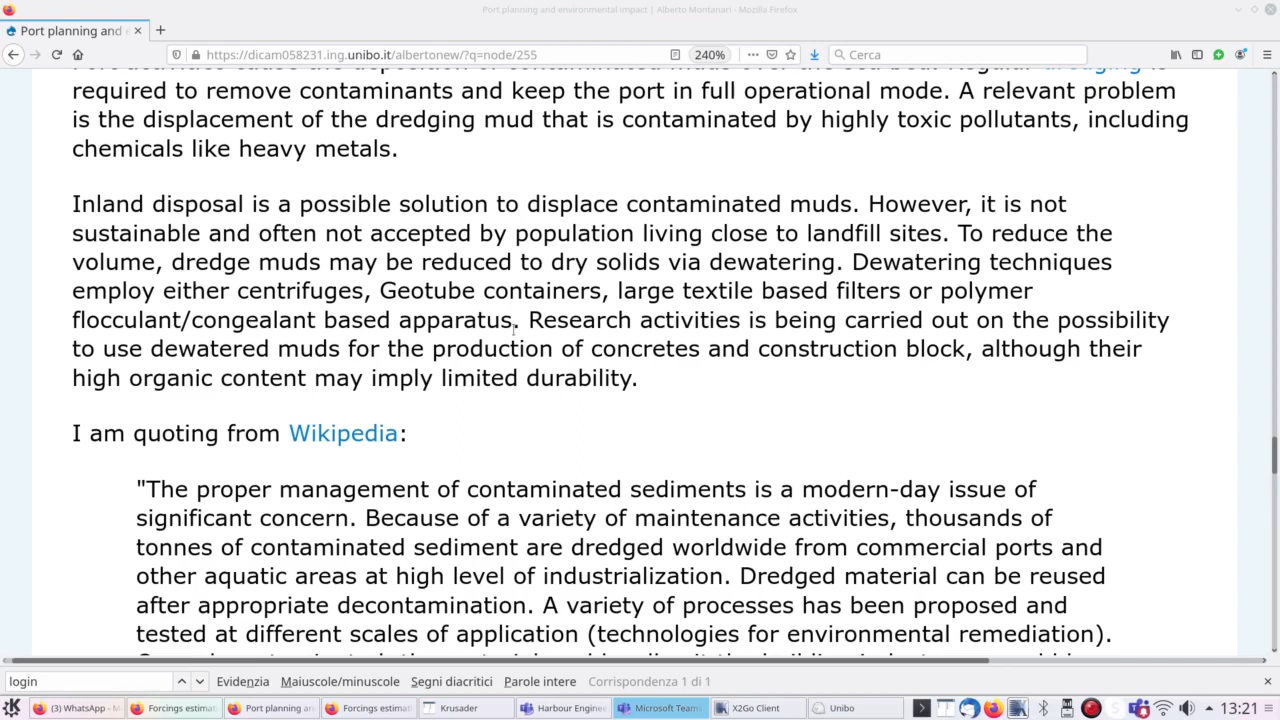 Port planning and environmental impact | Alberto Montanari - Mozilla Firefox
Port planning and e
https://dicam058231.ing.unibo.it/albertonew/?q=node/255
240%
Cerca
required to remove contaminants and keep the port in full operational mode. A relevant problem
is the displacement of the dredging mud that is contaminated by highly toxic pollutants, including
chemicals like heavy metals.
Inland disposal is a possible solution to displace contaminated muds. However, it is not
sustainable and often not accepted by population living close to landfill sites. To reduce the
volume, dredge muds may be reduced to dry solids via dewatering. Dewatering techniques
employ either centrifuges, Geotube containers, large textile based filters or polymer
flocculant/congealant based apparatus. Research activities is being carried out on the possibility
to use dewatered muds for the production of concretes and construction block, although their
high organic content may imply limited durability.
I am quoting from Wikipedia:
"The proper management of contaminated sediments is a modern-day issue of
significant concern. Because of a variety of maintenance activities, thousands of
tonnes of contaminated sediment are dredged worldwide from commercial ports and
other aquatic areas at high level of industrialization. Dredged material can be reused
after appropriate decontamination. A variety of processes has been proposed and
tested at different scales of application (technologies for environmental remediation).
login Evidenzia Maiuscole/minuscole Segni diacritici Parole intere Corrispondenza 1 di 1
(3) WhatsApp - M Forcings estimat Port planning an Forcings estimat Krusader Harbour Enginee Microsoft Teams X2Go Client Unibo 13:21